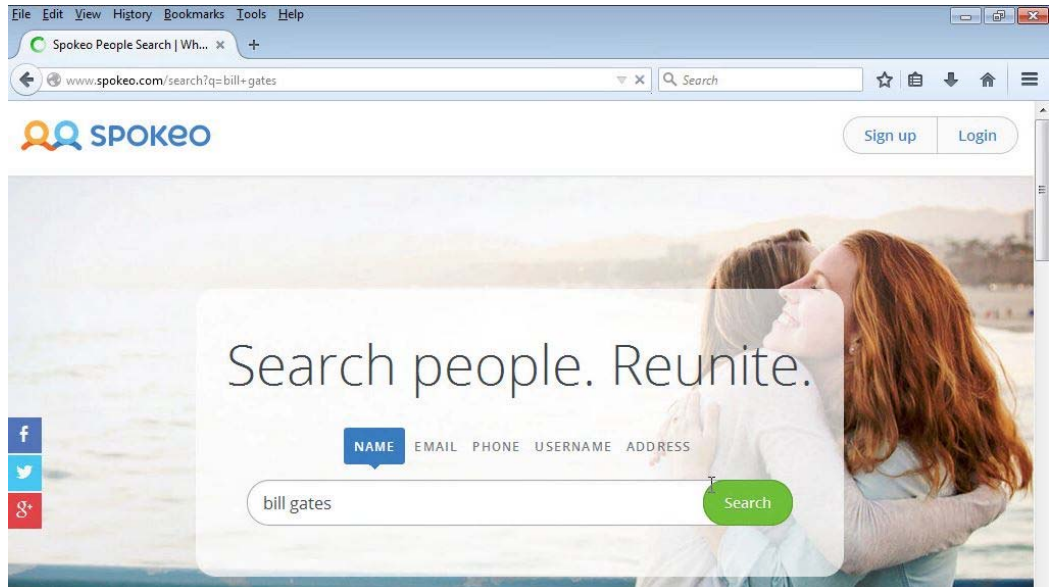 File Edit View History Bookmarks Tools Help
Spokeo People Search | Wh...
www.spokeo.com/search?q=bill+gates
Search
SPOKEO
Sign up Login
Search people. Reunite.
NAME EMAIL PHONE USERNAME ADDRESS
bill gates Search
f
g+